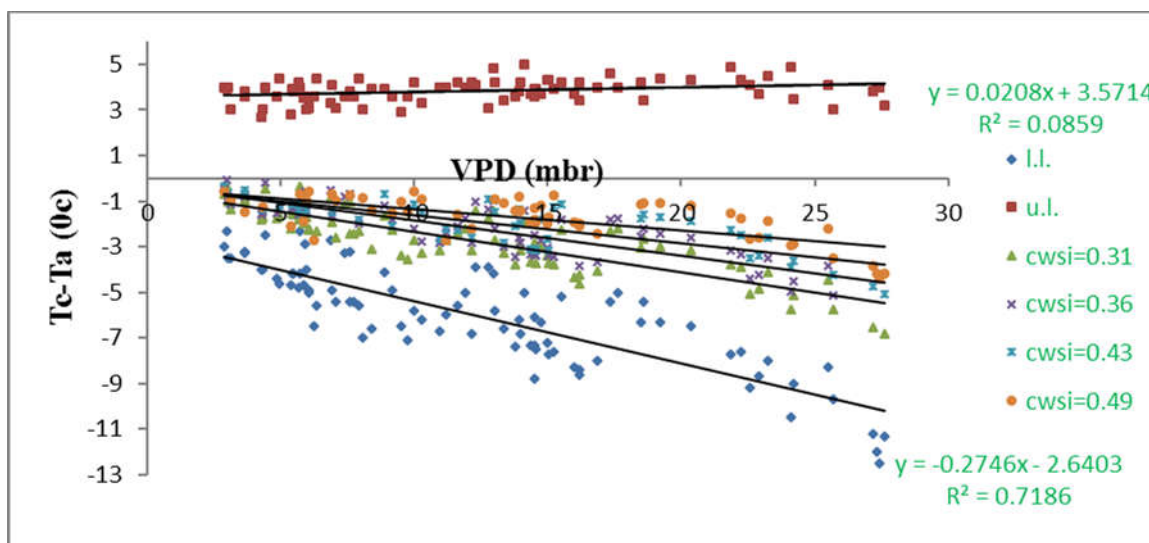 5
3
1
-1
-3
-5
-7
-9
-11
-13
Tc-Ta (0c)
VPD (mbr)
0
5
10
15
20
25
30
y = 0.0208x + 3.5714
R² = 0.0859
l.l.
u.l.
cwsi=0.31
cwsi=0.36
cwsi=0.43
cwsi=0.49
y = -0.2746x - 2.6403
R² = 0.7186